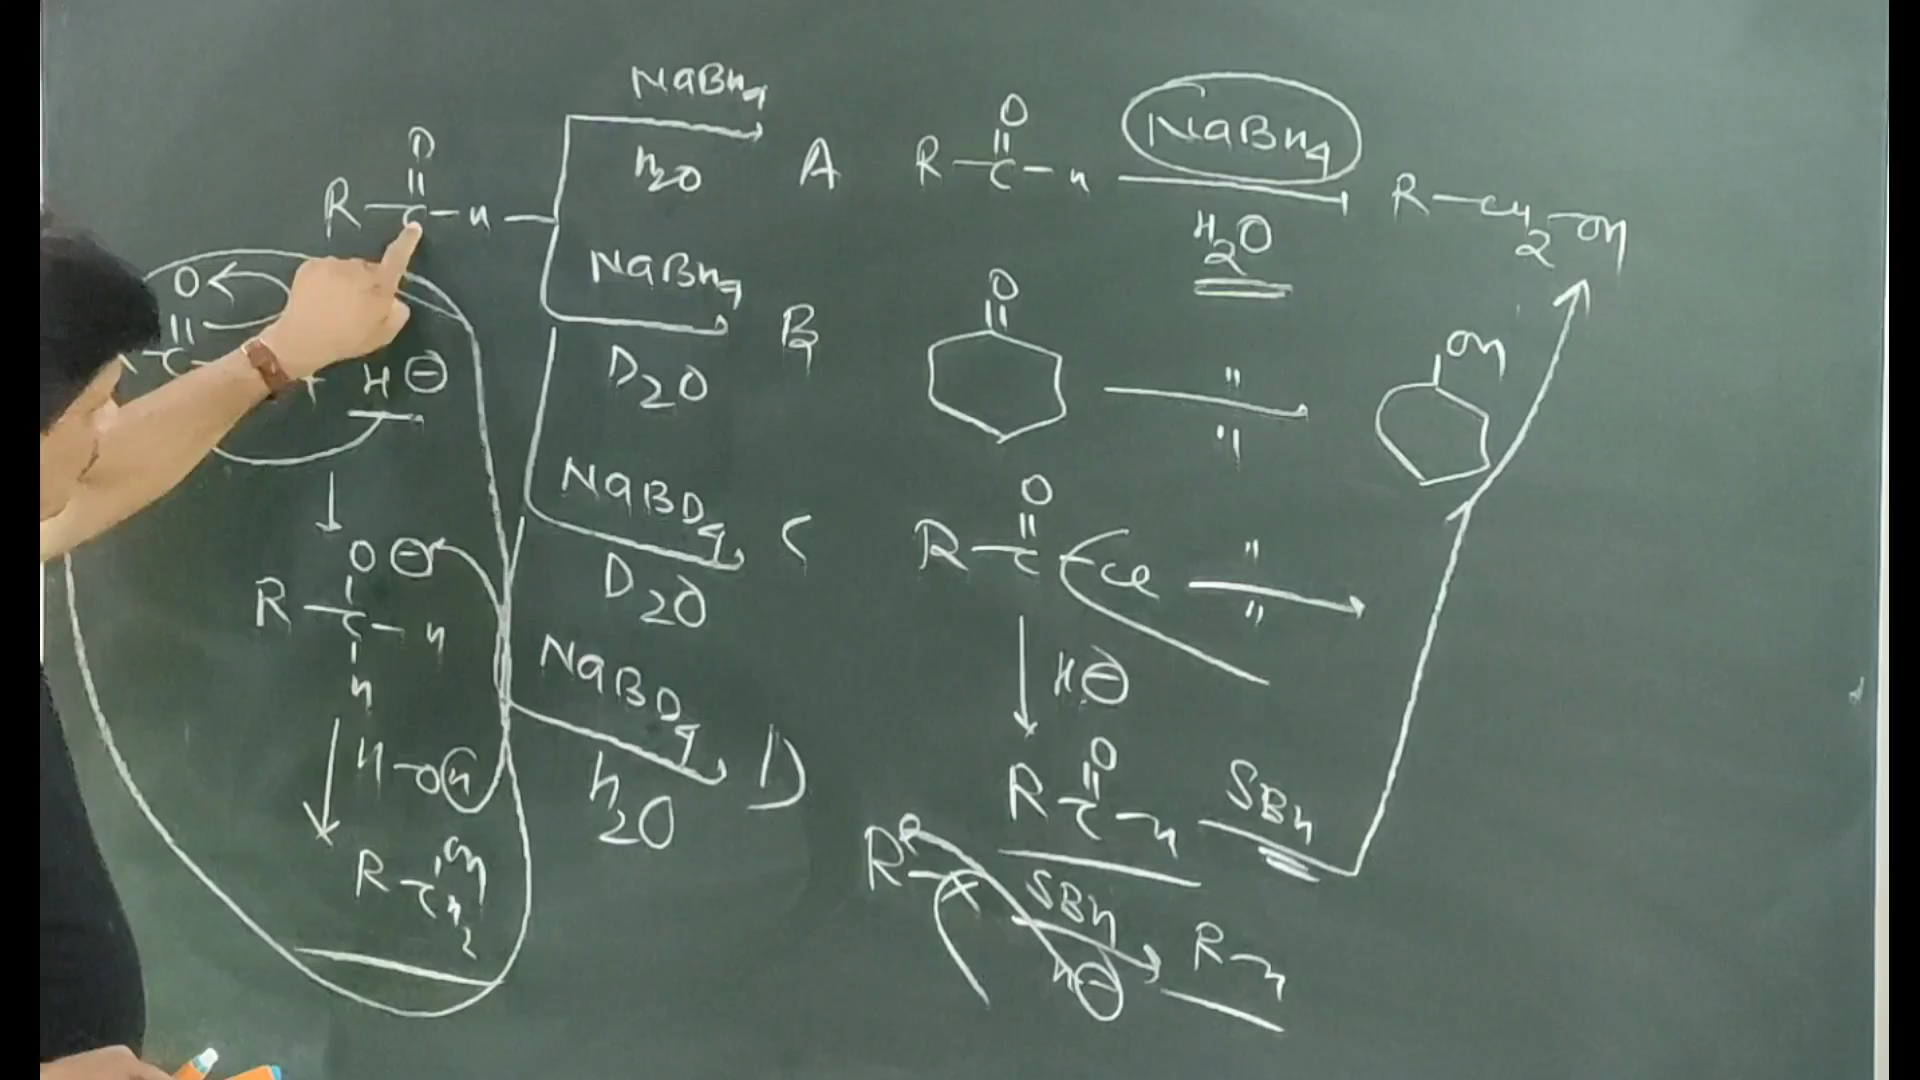 NaBH4
H2O
A
O
R-C-H
NaBH4
D2O
B
NaBD4
D2O
C
NaBD4
H2O
D
O
C
+ H⊖
O⊖
R-C-H
H
H-OH
OH
R-CH2
O
R-C-H
NaBH4
H2O
R-CH2-OH
O
"
"
OH
O
R-C-Cl
"
"
H⊖
O
R-C-H
SBH
R-X
SBH
H⊖
R-H